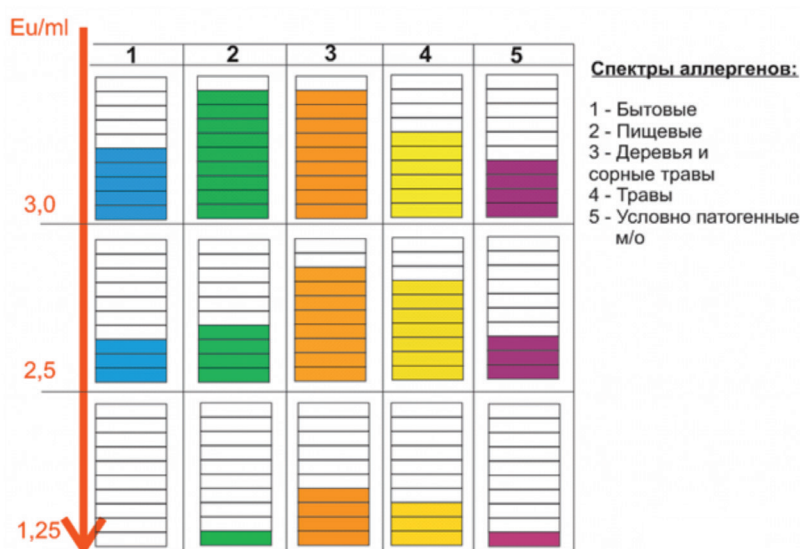 Eu/ml
1 2 3 4 5
3,0
2,5
1,25
Спектры аллергенов:
1 - Бытовые
2 - Пищевые
3 - Деревья и
сорные травы
4 - Травы
5 - Условно патогенные
м/о